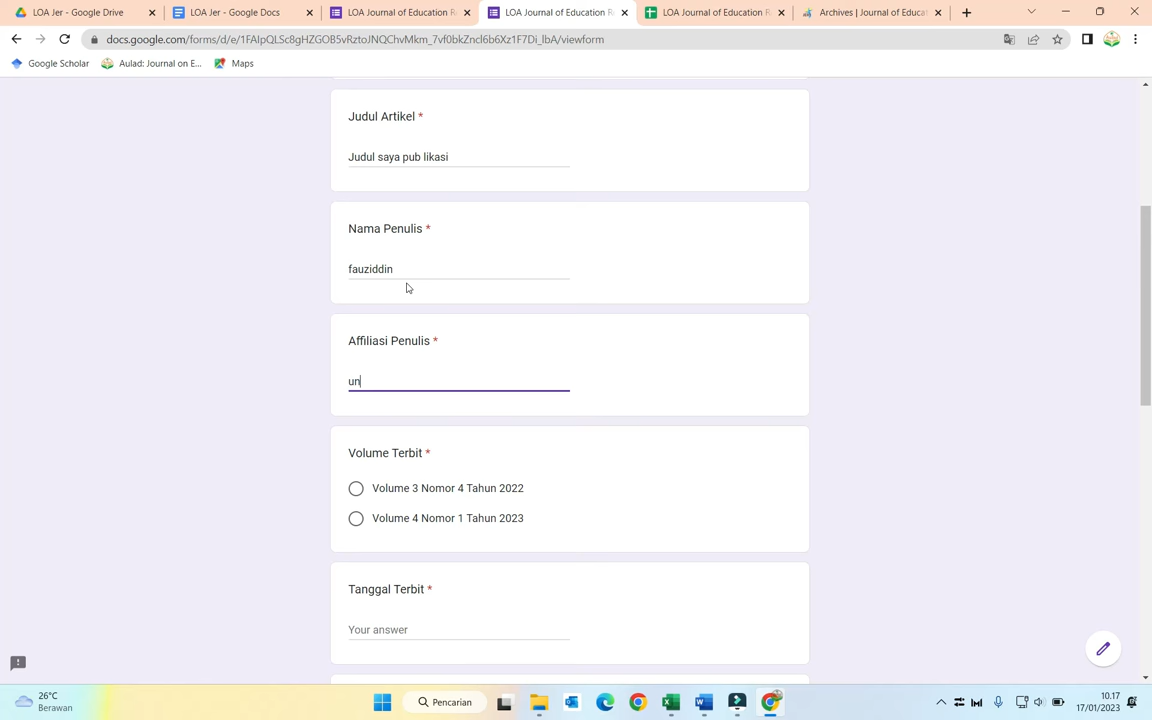 LOA Jer - Google Drive
LOA Jer - Google Docs
LOA Journal of Education Re
LOA Journal of Education Re
LOA Journal of Education R
Archives | Journal of Educat
docs.google.com/forms/d/e/1FAIpQLSc8gHZGOB5vRztoJNQChvMkm_7vf0bkZncl6b6Xz1F7Di_lbA/viewform
Google Scholar
Aulad: Journal on E...
Maps
Judul Artikel *
Judul saya pub likasi
Nama Penulis *
fauziddin
Affiliasi Penulis *
un
Volume Terbit *
Volume 3 Nomor 4 Tahun 2022
Volume 4 Nomor 1 Tahun 2023
Tanggal Terbit *
Your answer
26°C
Berawan
Pencarian
10.17
17/01/2023